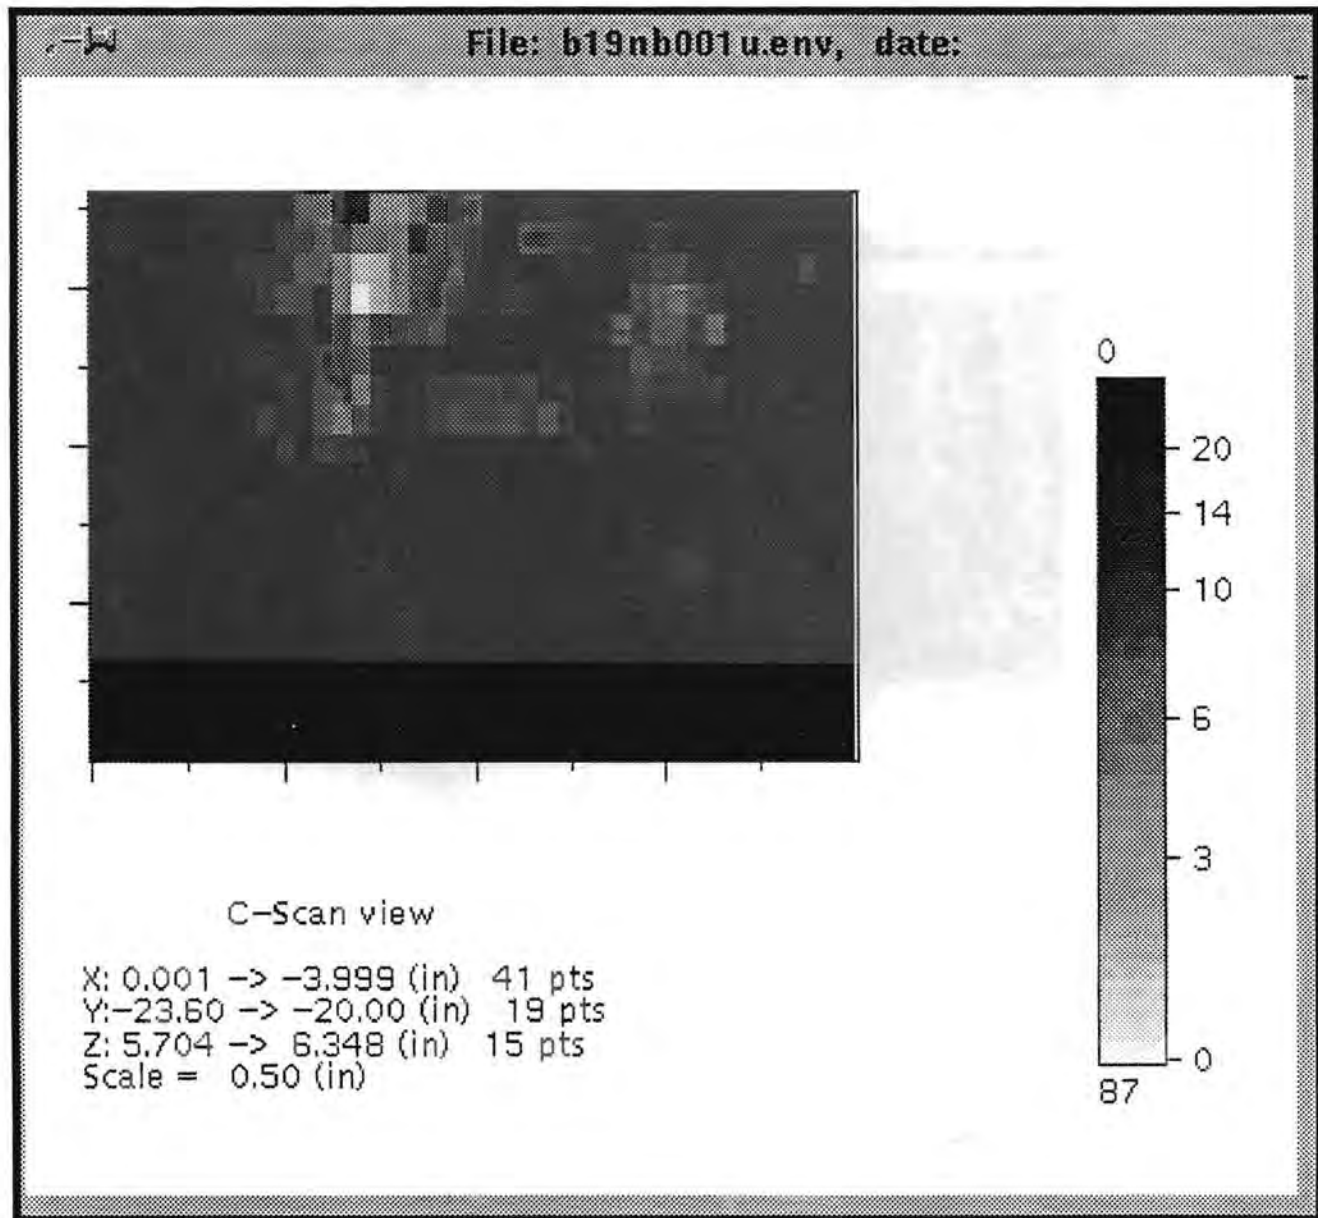 File: b19nb001u.env, date:
0
20
14
10
6
3
0
87
C-Scan view
X: 0.001 -> -3.999 (in) 41 pts
Y:-23.60 -> -20.00 (in) 19 pts
Z: 5.704 -> 6.348 (in) 15 pts
Scale = 0.50 (in)